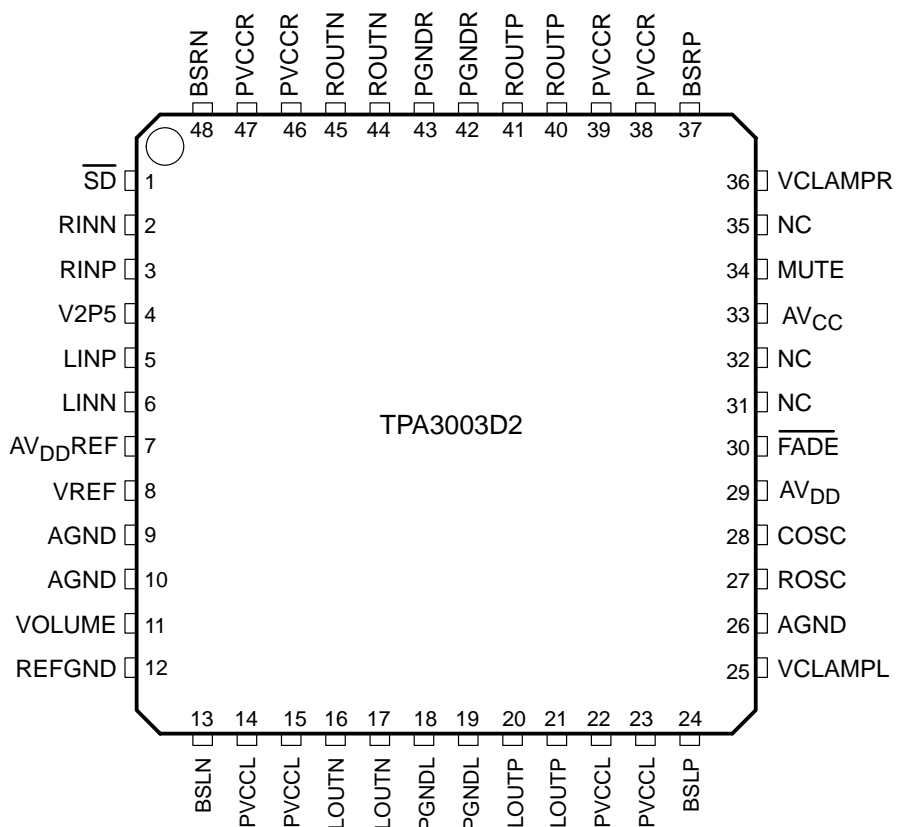 BSRN PVCCR PVCCR ROUTN ROUTN PGNDR PGNDR ROUTP ROUTP PVCCR PVCCR BSRP
48 47 46 45 44 43 42 41 40 39 38 37
SD 1 36 VCLAMPR
RINN 2 35 NC
RINP 3 34 MUTE
V2P5 4 33 AVCC
LINP 5 32 NC
LINN 6 31 NC
TPA3003D2
AVDDREF 7 30 FADE
VREF 8 29 AVDD
AGND 9 28 COSC
AGND 10 27 ROSC
VOLUME 11 26 AGND
REFGND 12 25 VCLAMPL
13 14 15 16 17 18 19 20 21 22 23 24
BSLN PVCCL PVCCL LOUTN LOUTN PGNDL PGNDL LOUTP LOUTP PVCCL PVCCL BSLP